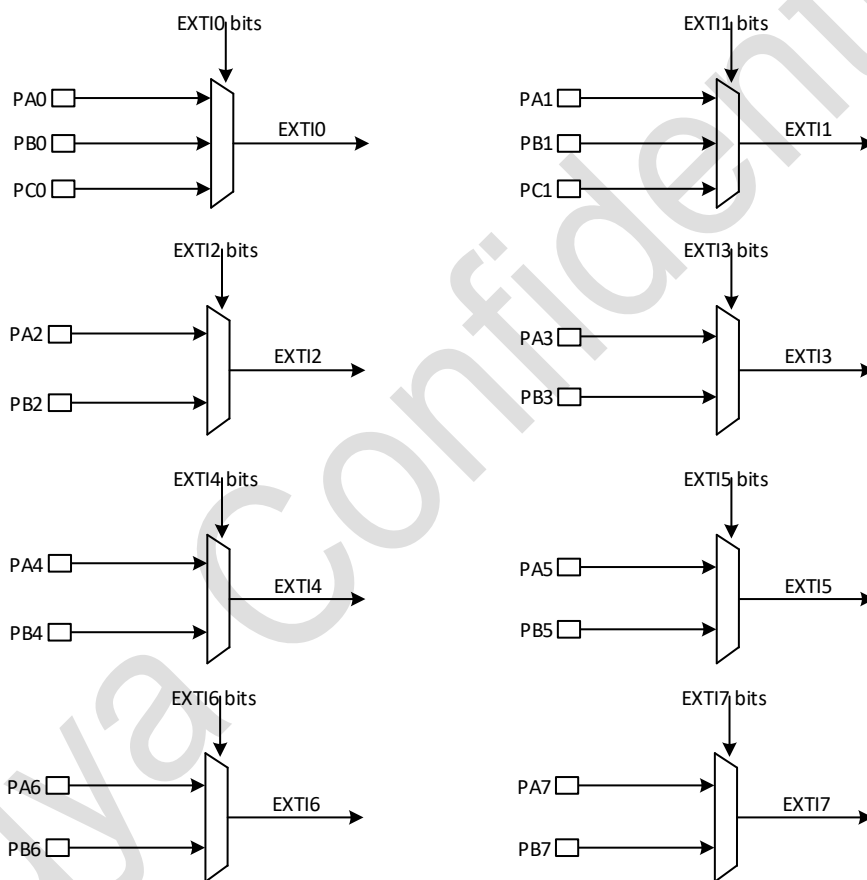 EXTI0 bits
PA0
PB0
PC0
EXTI0
EXTI1 bits
PA1
PB1
PC1
EXTI1
EXTI2 bits
PA2
PB2
EXTI2
EXTI3 bits
PA3
PB3
EXTI3
EXTI4 bits
PA4
PB4
EXTI4
EXTI5 bits
PA5
PB5
EXTI5
EXTI6 bits
PA6
PB6
EXTI6
EXTI7 bits
PA7
PB7
EXTI7
ya Confident